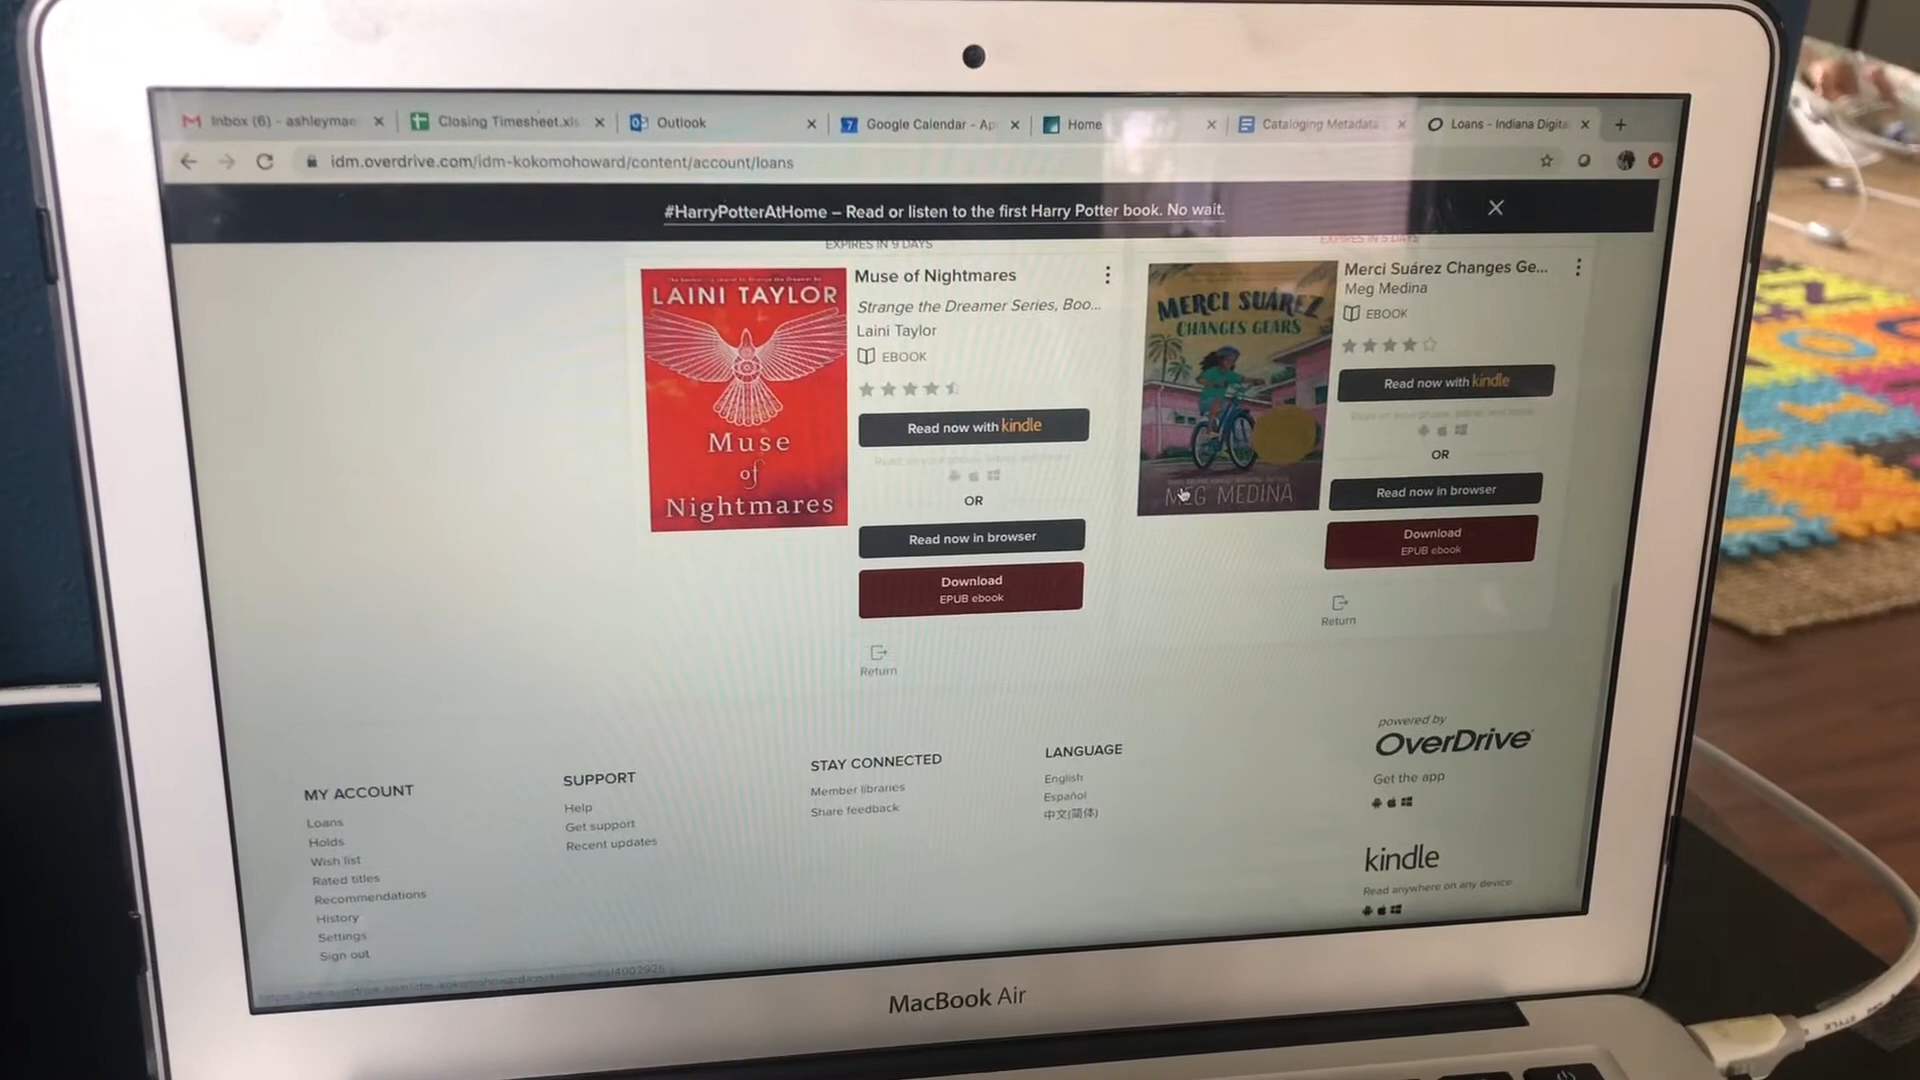 Inbox (6) - ashleymae
Closing Timesheet.xls
Outlook
Google Calendar - Ap
Home
Cataloging Metadata
Loans - Indiana Digita
idm.overdrive.com/idm-kokomohoward/content/account/loans
#HarryPotterAtHome – Read or listen to the first Harry Potter book. No wait.
EXPIRES IN 9 DAYS
LAINI TAYLOR
Muse
of
Nightmares
Muse of Nightmares
Strange the Dreamer Series, Boo...
Laini Taylor
EBOOK
Read now with kindle
OR
Read now in browser
Download
EPUB ebook
Return
EXPIRES IN 5 DAYS
MERCI SUÁREZ
CHANGES GEARS
MEG MEDINA
Merci Suárez Changes Ge...
Meg Medina
EBOOK
Read now with kindle
OR
Read now in browser
Download
EPUB ebook
Return
MY ACCOUNT
Loans
Holds
Wish list
Rated titles
Recommendations
History
Settings
Sign out
SUPPORT
Help
Get support
Recent updates
STAY CONNECTED
Member libraries
Share feedback
LANGUAGE
English
Español
中文(简体)
powered by
OverDrive
Get the app
kindle
Read anywhere on any device
MacBook Air